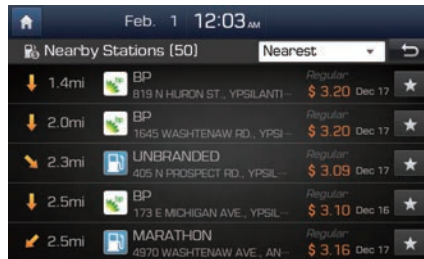 Feb. 1 12:03 AM
Nearby Stations (50) Nearest
1.4mi BP Regular
819 N HURON ST., YPSILANTI··· $ 3.20 Dec 17
2.0mi BP Regular
1645 WASHTENAW RD., YPSI··· $ 3.20 Dec 17
2.3mi UNBRANDED Regular
405 N PROSPECT RD., YPSIL··· $ 3.09 Dec 17
2.5mi BP Regular
173 E MICHIGAN AVE., YPSIL··· $ 3.10 Dec 16
2.5mi MARATHON Regular
4970 WASHTENAW AVE., AN··· $ 3.16 Dec 17